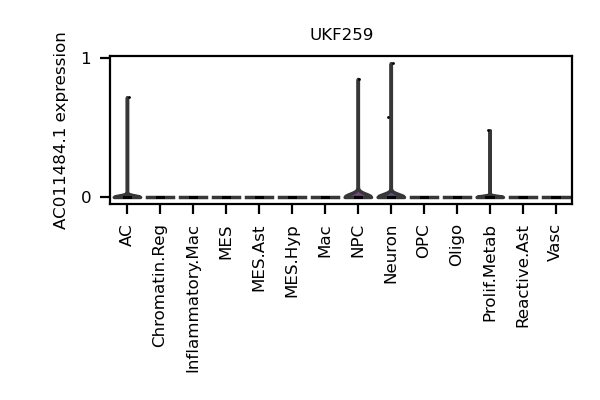 UKF259
AC011484.1 expression
1
0
AC
Chromatin.Reg
Inflammatory.Mac
MES
MES.Ast
MES.Hyp
Mac
NPC
Neuron
OPC
Oligo
Prolif.Metab
Reactive.Ast
Vasc